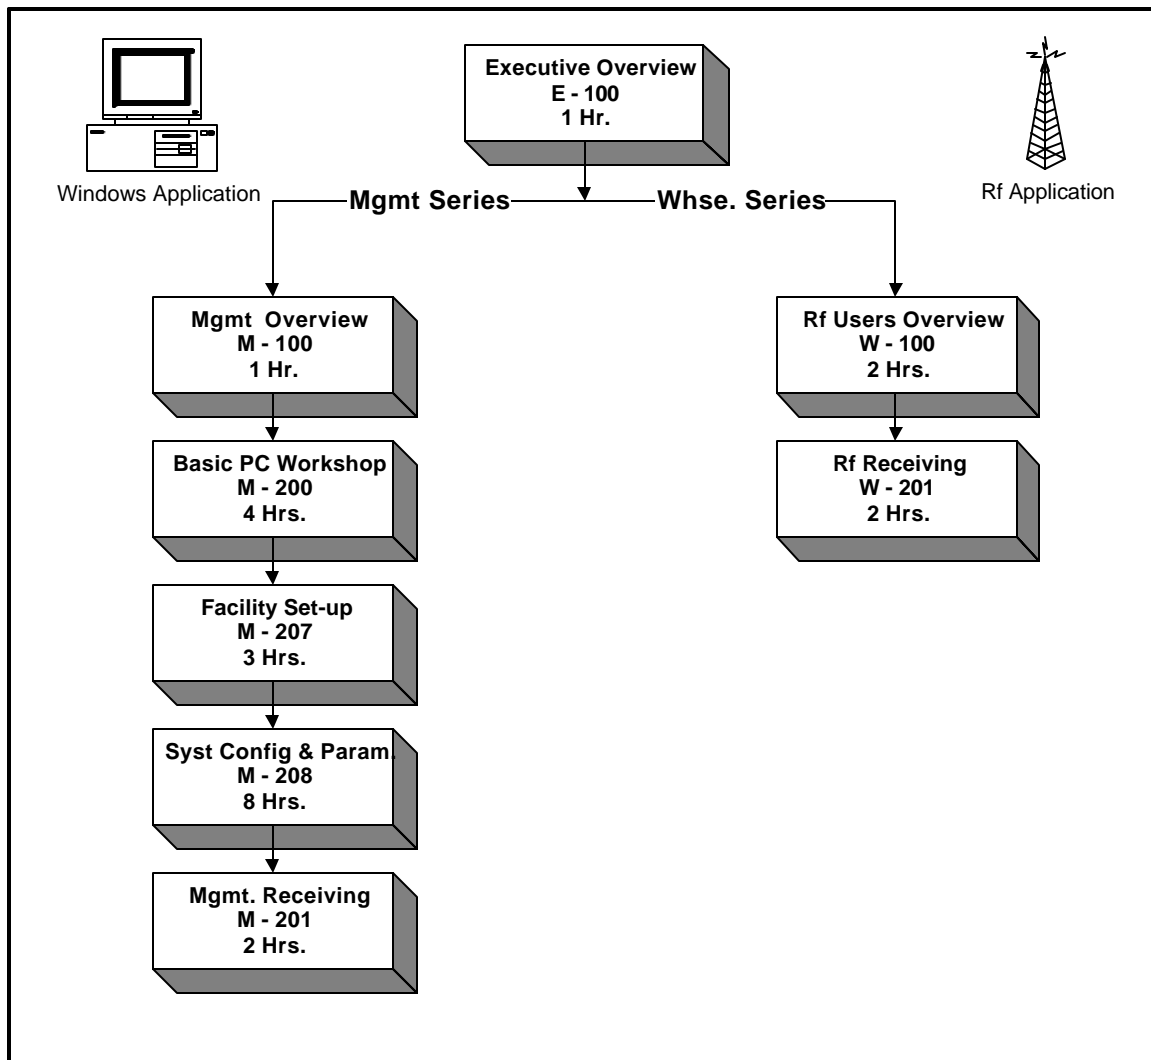 Executive Overview
E - 100
1 Hr.
Windows Application
Rf Application
Mgmt Series
Whse. Series
Mgmt Overview
M - 100
1 Hr.
Rf Users Overview
W - 100
2 Hrs.
Basic PC Workshop
M - 200
4 Hrs.
Rf Receiving
W - 201
2 Hrs.
Facility Set-up
M - 207
3 Hrs.
Syst Config & Param.
M - 208
8 Hrs.
Mgmt. Receiving
M - 201
2 Hrs.